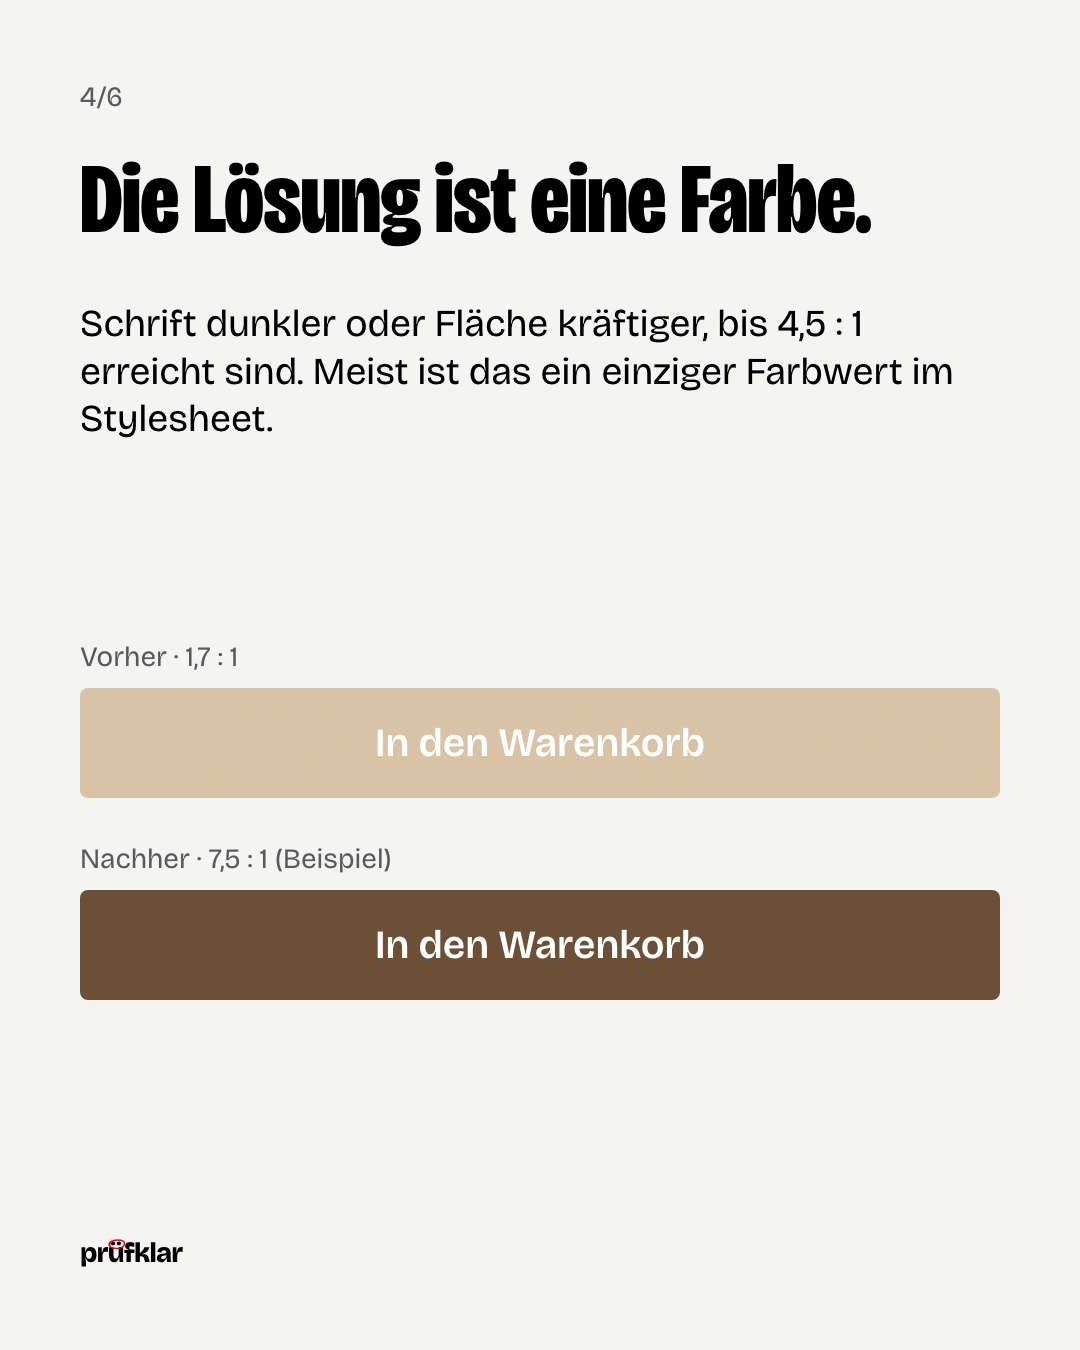 4/6
Die Lösung ist eine Farbe.
Schrift dunkler oder Fläche kräftiger, bis 4,5 : 1
erreicht sind. Meist ist das ein einziger Farbwert im
Stylesheet.
Vorher · 1,7 : 1
In den Warenkorb
Nachher · 7,5 : 1 (Beispiel)
In den Warenkorb
prüfklar